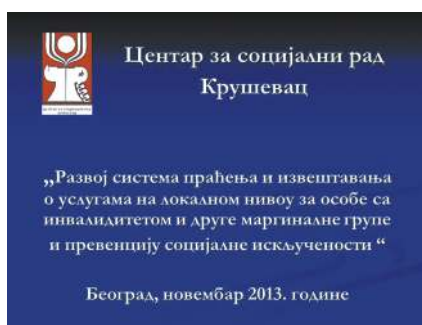 Центар за социјални рад
Крушевац
„Развој система праћења и извештавања
о услугама на локалном нивоу за особе са
инвалидитетом и друге маргиналне групе
и превенцију социјалне искључености “
Београд, новембар 2013. године